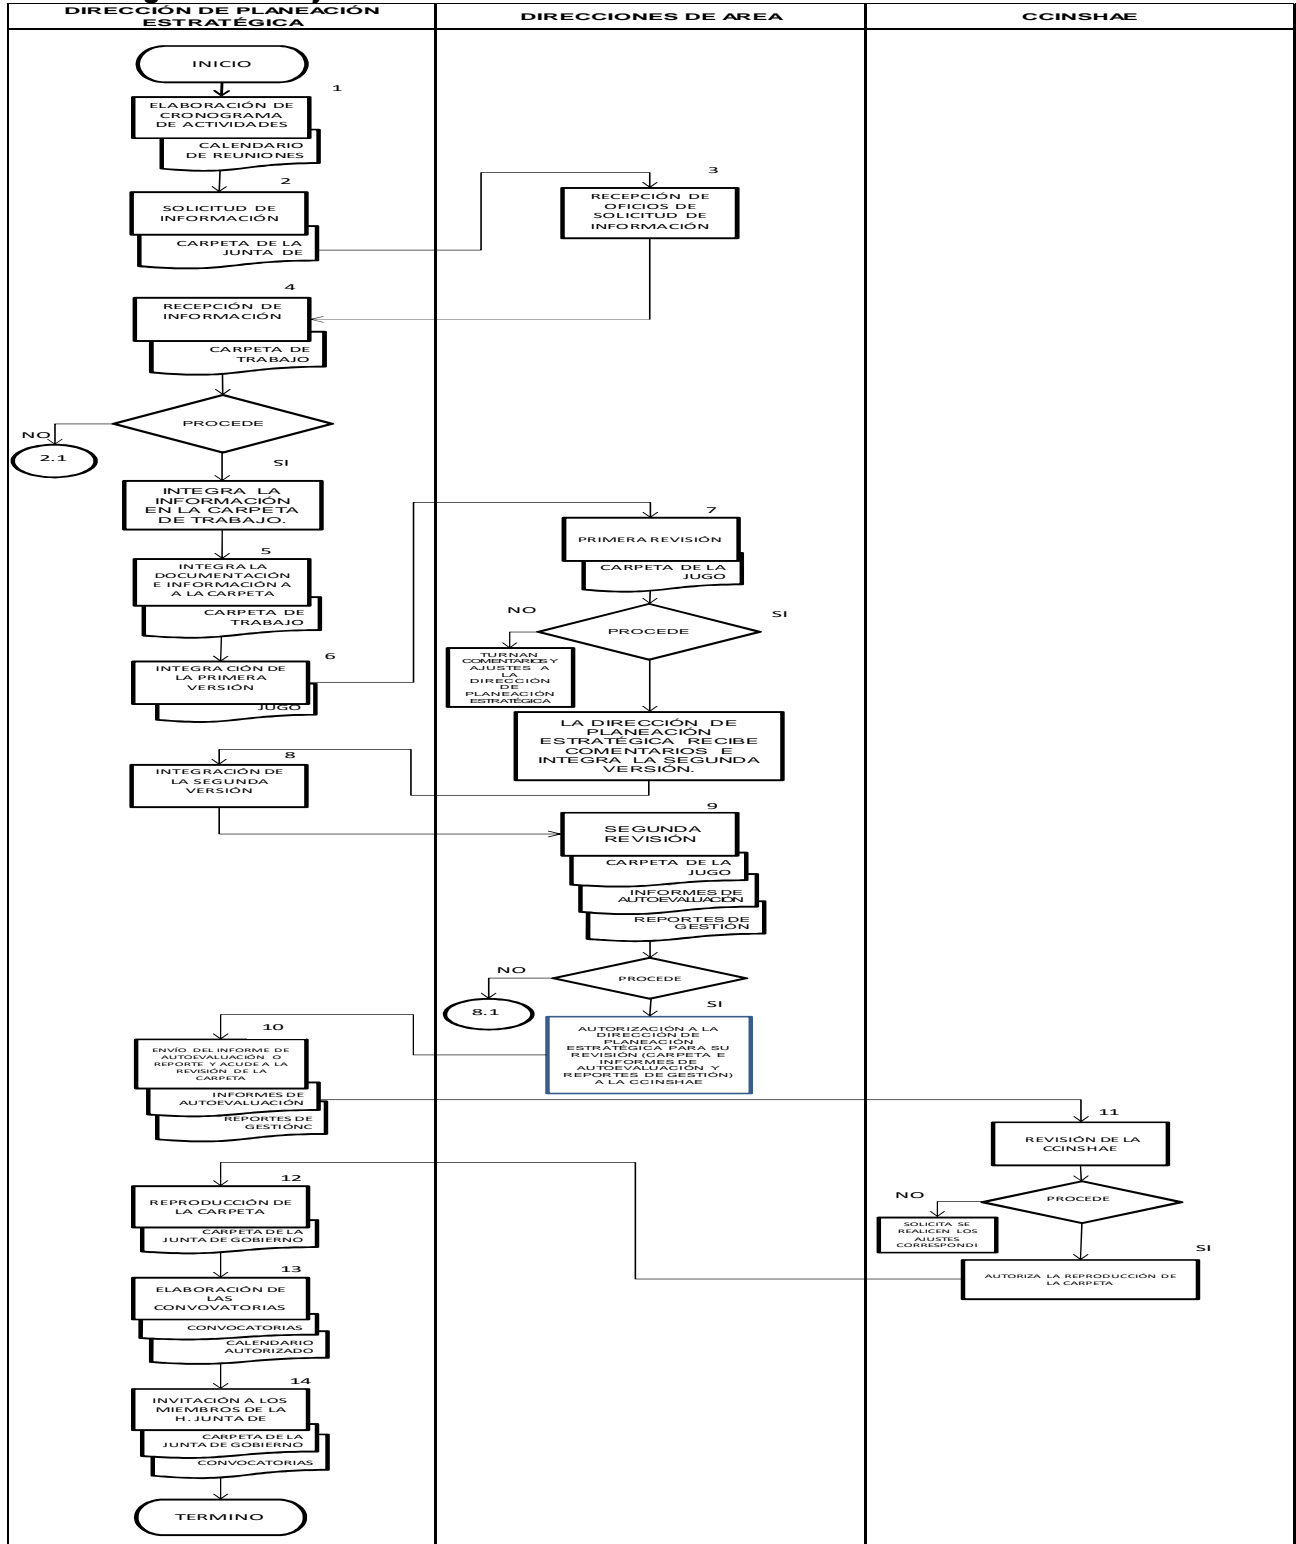 DIRECCIÓN DE PLANEACIÓN
ESTRATÉGICA
DIRECCIONES DE AREA
CCINSHAE
INICIO
1
ELABORACIÓN DE
CRONOGRAMA
DE ACTIVIDADES
CALENDARIO
DE REUNIONES
2
SOLICITUD DE
INFORMACIÓN
CARPETA DE LA
JUNTA DE
3
RECEPCIÓN DE
OFICIOS DE
SOLICITUD DE
INFORMACIÓN
4
RECEPCIÓN DE
INFORMACIÓN
CARPETA DE
TRABAJO
PROCEDE
NO
2.1
SI
INTEGRA LA
INFORMACIÓN
EN LA CARPETA
DE TRABAJO.
5
INTEGRA LA
DOCUMENTACIÓN
E INFORMACIÓN A
A LA CARPETA
CARPETA DE
TRABAJO
6
INTEGRA CIÓN DE
LA PRIMERA
VERSIÓN
JUGO
7
PRIMERA REVISIÓN
CARPETA DE LA
JUGO
NO
SI
PROCEDE
TURNAN
COMENTARIOS Y
AJUSTES A
LA
DIRECCIÓN
DE
PLANEACIÓN
ESTRATÉGICA
LA DIRECCIÓN DE
PLANEACIÓN
ESTRATÉGICA RECIBE
COMENTARIOS E
INTEGRA LA SEGUNDA
VERSIÓN.
8
INTEGRACIÓN DE
LA SEGUNDA
VERSIÓN
9
SEGUNDA
REVISIÓN
CARPETA DE LA
JUGO
INFORMES DE
AUTOEVALUACIÓN
REPORTES DE
GESTIÓN
NO
PROCEDE
8.1
SI
AUTORIZACIÓN A LA
DIRECCIÓN DE
PLANEACIÓN
ESTRATÉGICA PARA SU
REVISIÓN (CARPETA E
INFORMES DE
AUTOEVALUACIÓN Y
REPORTES DE GESTIÓN)
A LA CCINSHAE
10
ENVÍO DEL INFORME DE
AUTOEVALUACIÓN O
REPORTE Y ACUDE A LA
REVISIÓN DE LA
CARPETA
INFORMES DE
AUTOEVALUACIÓN
REPORTES DE
GESTIÓNC
11
REVISIÓN DE LA
CCINSHAE
NO
PROCEDE
SOLICITA SE
REALICEN LOS
AJUSTES
CORRESPONDI
SI
AUTORIZA LA REPRODUCCIÓN DE
LA CARPETA
12
REPRODUCCIÓN DE
LA CARPETA
CARPETA DE LA
JUNTA DE GOBIERNO
13
ELABORACIÓN DE
LAS
CONVOVATORIAS
CONVOCATORIAS
CALENDARIO
AUTORIZADO
14
INVITACIÓN A LOS
MIEMBROS DE LA
H. JUNTA DE
CARPETA DE LA
JUNTA DE GOBIERNO
CONVOCATORIAS
TERMINO